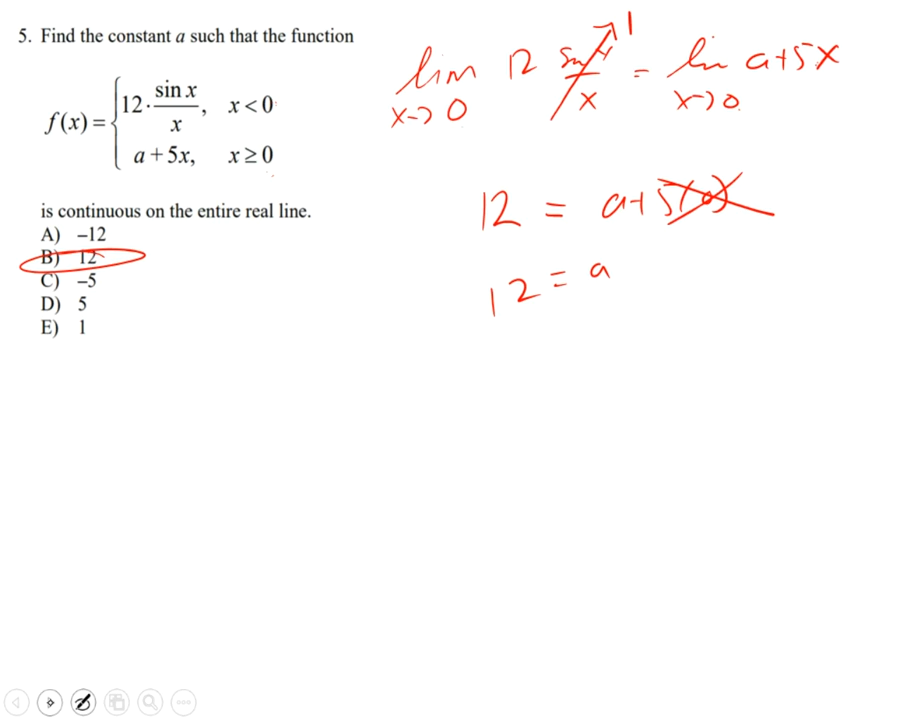 5. Find the constant a such that the function
f(x) = { 12 · sin x / x, x < 0
a + 5x, x ≥ 0
is continuous on the entire real line.
A) –12
B) 12
C) –5
D) 5
E) 1
lim x→0 12 sin x / x → 1 = lim x→0 a+5x
12 = a+5(0)
12 = a